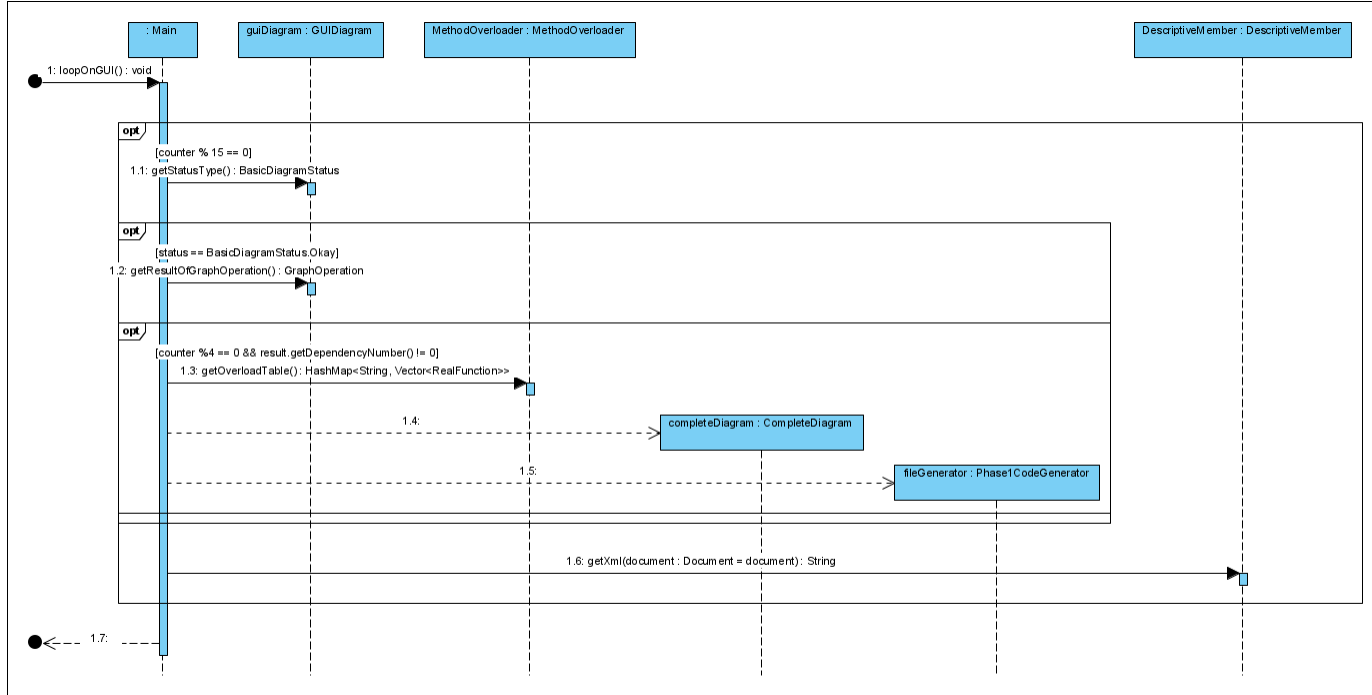 : Main
guiDiagram : GUIDiagram
MethodOverloader : MethodOverloader
DescriptiveMember : DescriptiveMember
1: loopOnGUI() : void
opt
[counter % 15 == 0]
1.1: getStatusType() : BasicDiagramStatus
opt
[status == BasicDiagramStatus.Okay]
1.2: getResultOfGraphOperation() : GraphOperation
opt
[counter %4 == 0 && result.getDependencyNumber() != 0]
1.3: getOverloadTable() : HashMap<String, Vector<RealFunction>>
1.4:
completeDiagram : CompleteDiagram
1.5:
fileGenerator : Phase1CodeGenerator
1.6: getXml(document : Document = document) : String
1.7: